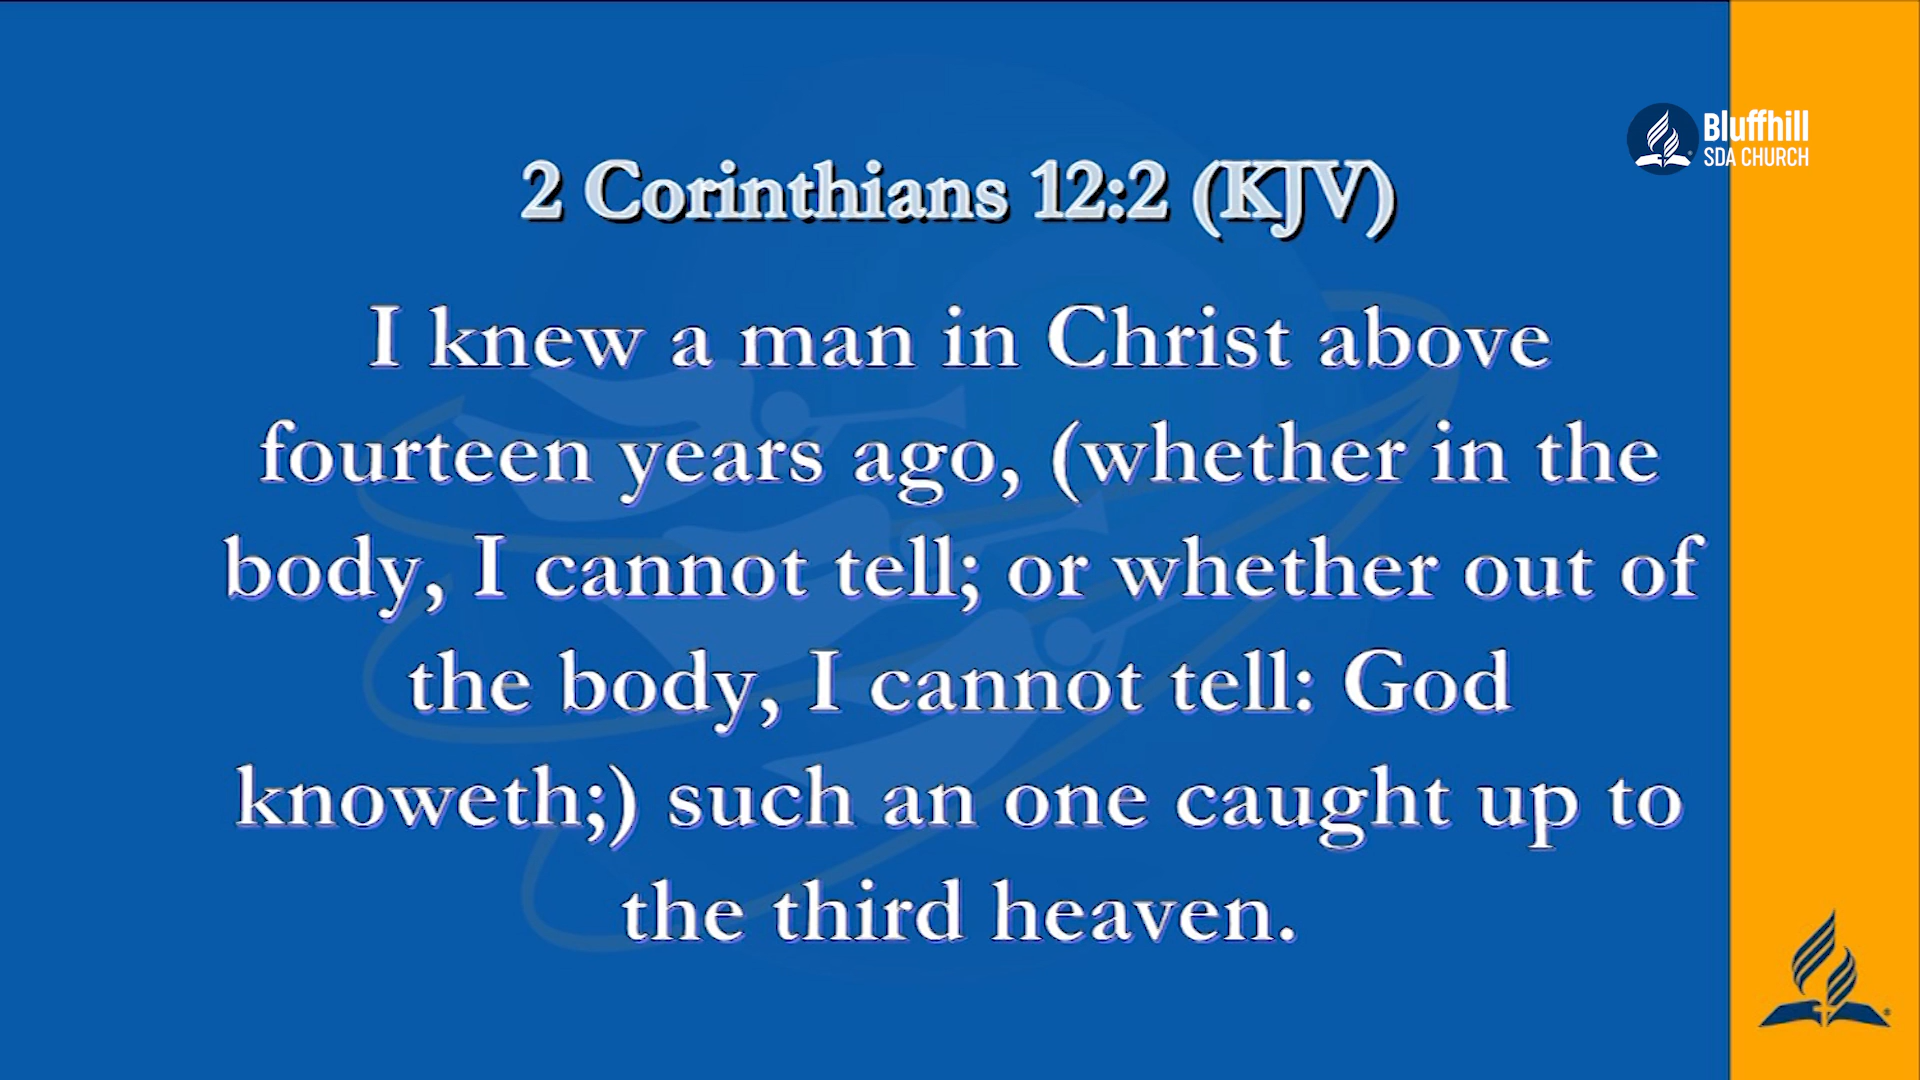 Bluffhill
SDA CHURCH
2 Corinthians 12:2 (KJV)
I knew a man in Christ above
fourteen years ago, (whether in the
body, I cannot tell; or whether out of
the body, I cannot tell: God
knoweth;) such an one caught up to
the third heaven.